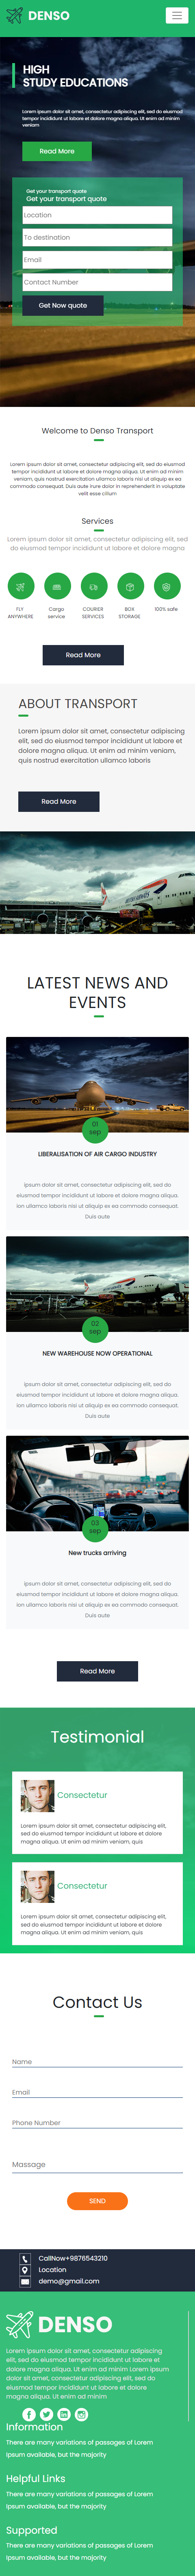 DENSO
HIGH
STUDY EDUCATIONS
Lorem ipsum dolor sit amet, consectetur adipiscing elit, sed do eiusmod
tempor incididunt ut labore et dolore magna aliqua. Ut enim ad minim
veniam
Read More
Get your transport quote
Get your transport quote
Location
To destination
Email
Contact Number
Get Now quote
Welcome to Denso Transport
Lorem ipsum dolor sit amet, consectetur adipiscing elit, sed do eiusmod
tempor incididunt ut labore et dolore magna aliqua. Ut enim ad minim
veniam, quis nostrud exercitation ullamco laboris nisi ut aliquip ex ea
commodo consequat. Duis aute irure dolor in reprehenderit in voluptate
velit esse cillum
Services
Lorem ipsum dolor sit amet, consectetur adipiscing elit, sed
do eiusmod tempor incididunt ut labore et dolore magna
FLY
ANYWHERE
Cargo
service
COURIER
SERVICES
BOX
STORAGE
100% safe
Read More
ABOUT TRANSPORT
Lorem ipsum dolor sit amet, consectetur adipiscing
elit, sed do eiusmod tempor incididunt ut labore et
dolore magna aliqua. Ut enim ad minim veniam,
quis nostrud exercitation ullamco laboris
Read More
LATEST NEWS AND
EVENTS
01
sep
LIBERALISATION OF AIR CARGO INDUSTRY
Ipsum dolor sit amet, consectetur adipiscing elit, sed do
eiusmod tempor incididunt ut labore et dolore magna aliqua.
Ion ullamco laboris nisi ut aliquip ex ea commodo consequat.
Duis aute
02
sep
NEW WAREHOUSE NOW OPERATIONAL
Ipsum dolor sit amet, consectetur adipiscing elit, sed do
eiusmod tempor incididunt ut labore et dolore magna aliqua.
Ion ullamco laboris nisi ut aliquip ex ea commodo consequat.
Duis aute
03
sep
New trucks arriving
Ipsum dolor sit amet, consectetur adipiscing elit, sed do
eiusmod tempor incididunt ut labore et dolore magna aliqua.
Ion ullamco laboris nisi ut aliquip ex ea commodo consequat.
Duis aute
Read More
Testimonial
Consectetur
Lorem ipsum dolor sit amet, consectetur adipiscing elit,
sed do eiusmod tempor incididunt ut labore et dolore
magna aliqua. Ut enim ad minim veniam, quis
Consectetur
Lorem ipsum dolor sit amet, consectetur adipiscing elit,
sed do eiusmod tempor incididunt ut labore et dolore
magna aliqua. Ut enim ad minim veniam, quis
Contact Us
Name
Email
Phone Number
Massage
SEND
CallNow+9876543210
Location
demo@gmail.com
DENSO
Lorem ipsum dolor sit amet, consectetur adipiscing
elit, sed do eiusmod tempor incididunt ut labore et
dolore magna aliqua. Ut enim ad minim Lorem ipsum
dolor sit amet, consectetur adipiscing elit, sed do
eiusmod tempor incididunt ut labore et dolore
magna aliqua. Ut enim ad minim
Information
There are many variations of passages of Lorem
Ipsum available, but the majority
Helpful Links
There are many variations of passages of Lorem
Ipsum available, but the majority
Supported
There are many variations of passages of Lorem
Ipsum available, but the majority